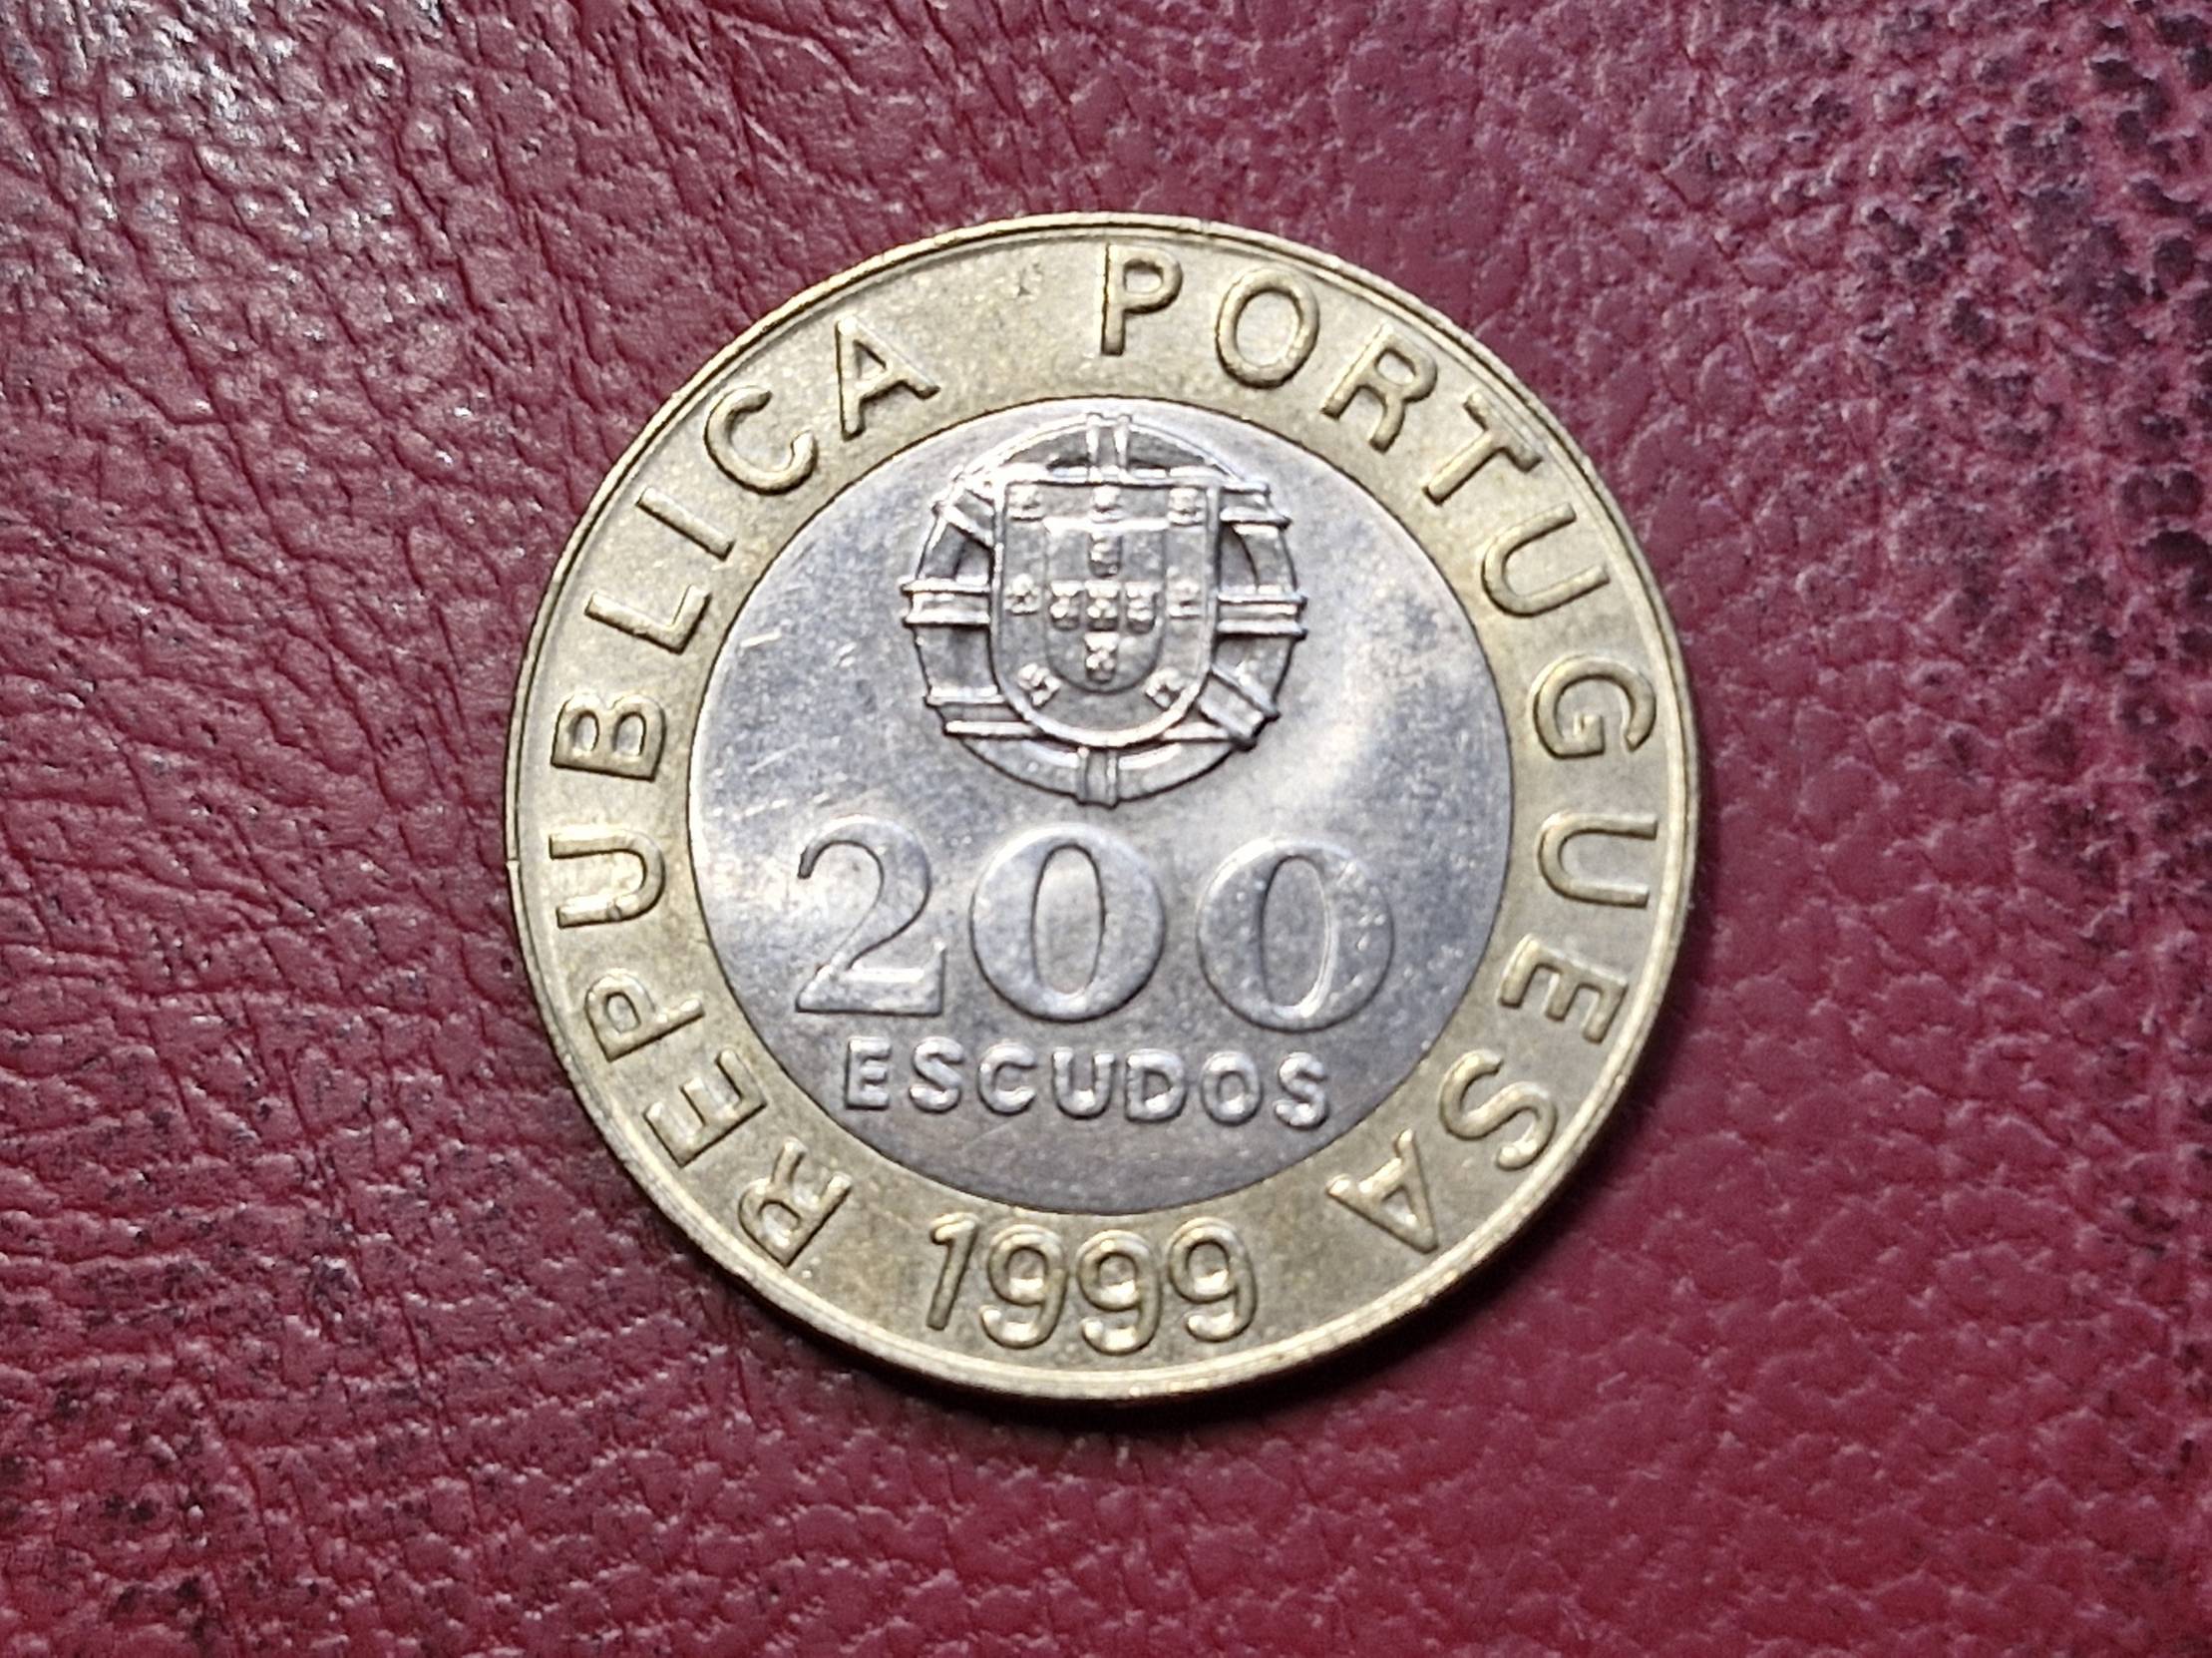 REPUBLICA PORTUGUESA
200
ESCUDOS
1999